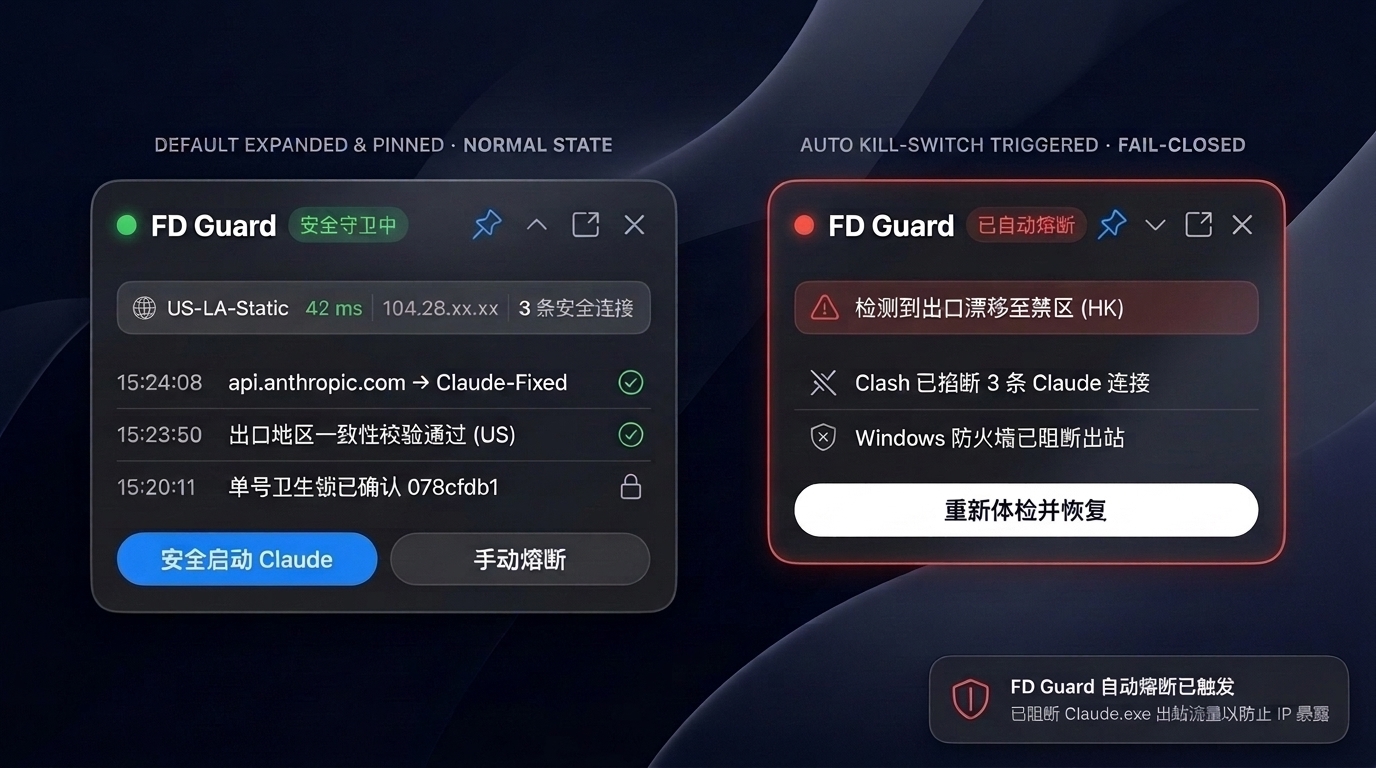 DEFAULT EXPANDED & PINNED · NORMAL STATE
FD Guard 安全守卫中
US-LA-Static 42 ms 104.28.xx.xx 3 条安全连接
15:24:08 api.anthropic.com → Claude-Fixed
15:23:50 出口地区一致性校验通过 (US)
15:20:11 单号卫生锁已确认 078cfdb1
安全启动 Claude 手动熔断
AUTO KILL-SWITCH TRIGGERED · FAIL-CLOSED
FD Guard 已自动熔断
检测到出口漂移至禁区 (HK)
Clash 已掐断 3 条 Claude 连接
Windows 防火墙已阻断出站
重新体检并恢复
FD Guard 自动熔断已触发
已阻断 Claude.exe 出站流量以防止 IP 暴露